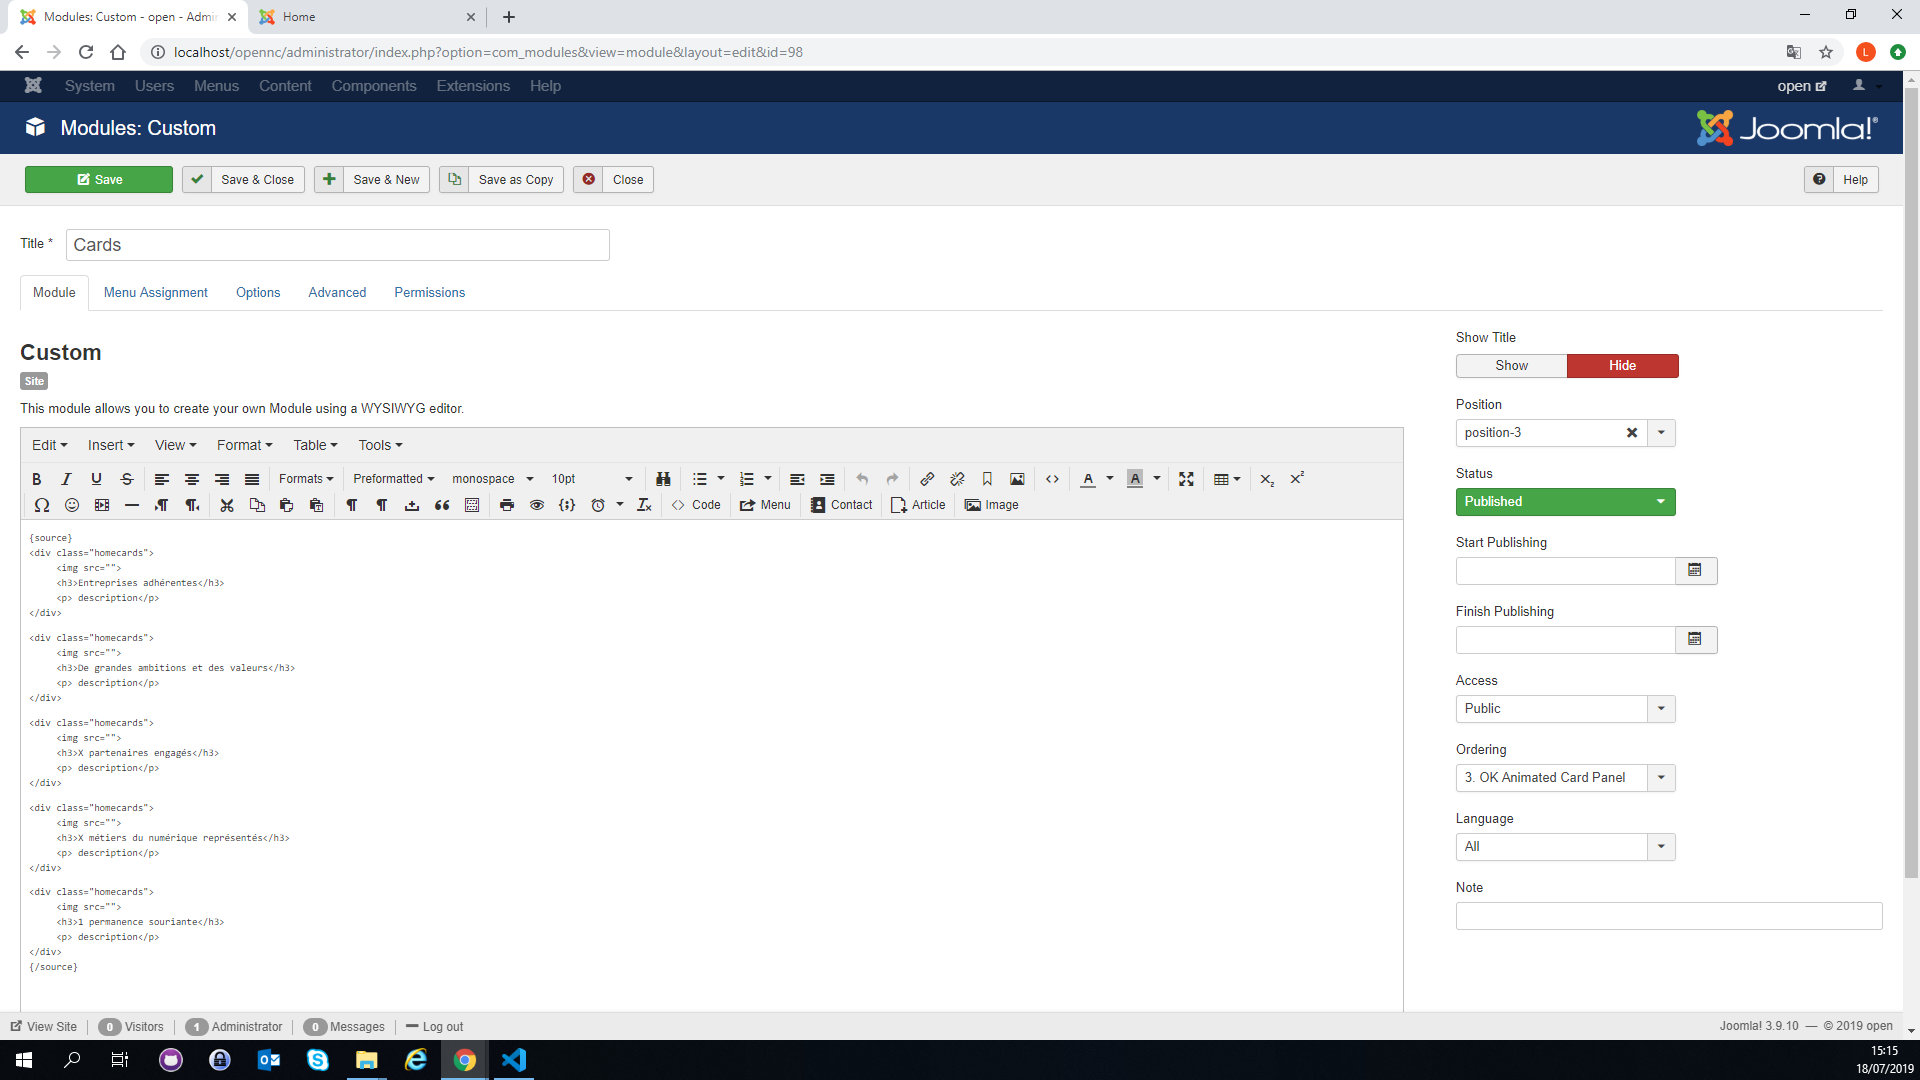 Modules: Custom - open - Admi
Home
localhost/opennc/administrator/index.php?option=com_modules&view=module&layout=edit&id=98
L
System Users Menus Content Components Extensions Help
open
Modules: Custom
Joomla!®
Save
Save & Close
Save & New
Save as Copy
Close
Help
Title *
Cards
Module
Menu Assignment
Options
Advanced
Permissions
Custom
Site
This module allows you to create your own Module using a WYSIWYG editor.
Edit Insert View Format Table Tools
B I U S Formats Preformatted monospace 10pt A A
Code Menu Contact Article Image
{source}
<div class="homecards">
<img src="">
<h3>Entreprises adhérentes</h3>
<p> description</p>
</div>
<div class="homecards">
<img src="">
<h3>De grandes ambitions et des valeurs</h3>
<p> description</p>
</div>
<div class="homecards">
<img src="">
<h3>X partenaires engagés</h3>
<p> description</p>
</div>
<div class="homecards">
<img src="">
<h3>X métiers du numérique représentés</h3>
<p> description</p>
</div>
<div class="homecards">
<img src="">
<h3>1 permanence souriante</h3>
<p> description</p>
</div>
{/source}
Show Title
Show Hide
Position
position-3
Status
Published
Start Publishing
Finish Publishing
Access
Public
Ordering
3. OK Animated Card Panel
Language
All
Note
View Site 0 Visitors 1 Administrator 0 Messages Log out
Joomla! 3.9.10 — © 2019 open
15:15
18/07/2019